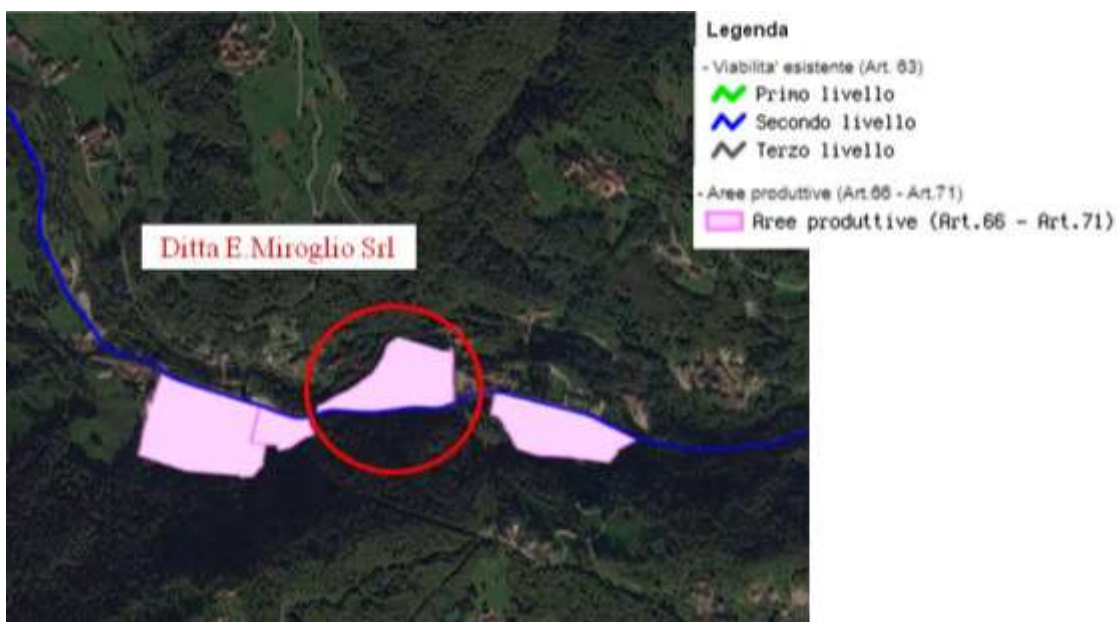 Legenda
- Viabilita' esistente (Art. 63)
Primo livello
Secondo livello
Terzo livello
- Aree produttive (Art.66 - Art.71)
Aree produttive (Art.66 - Art.71)
Ditta E.Miroglio Srl